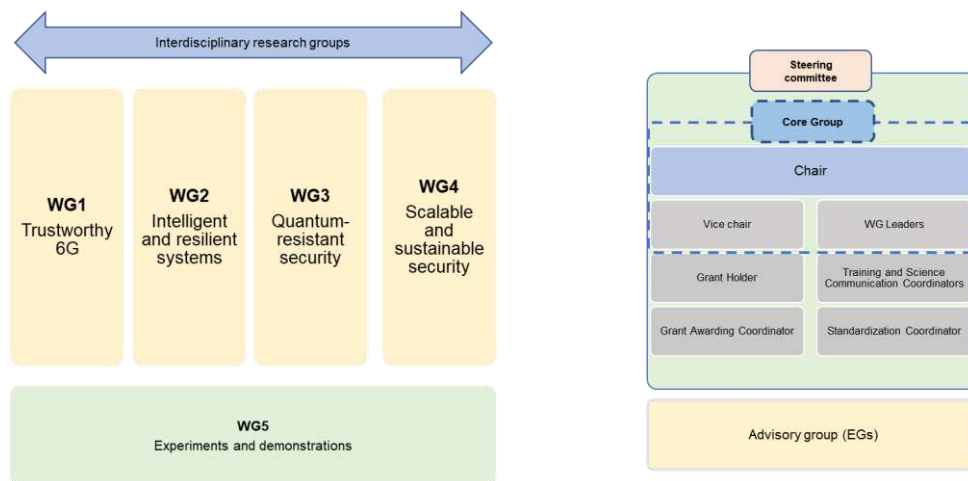 Interdisciplinary research groups
WG1
Trustworthy
6G
WG2
Intelligent
and resilient
systems
WG3
Quantum-
resistant
security
WG4
Scalable
and
sustainable
security
WG5
Experiments and demonstrations
Steering
committee
Core Group
Chair
Vice chair
WG Leaders
Grant Holder
Training and Science
Communication Coordinators
Grant Awarding Coordinator
Standardization Coordinator
Advisory group (EGs)